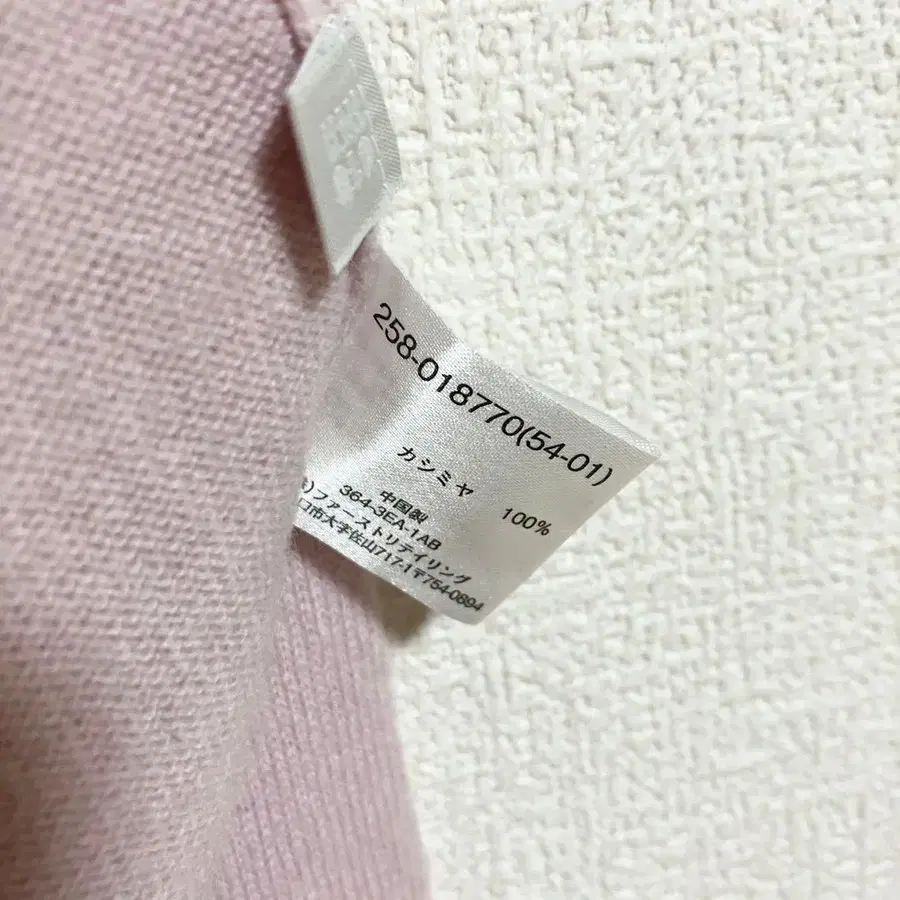 258-018770(54-01)
カシミヤ 100%
中国製
364-3EA-1AB
)ファーストリテイリング
口市大字佐山717-1〒754-0894